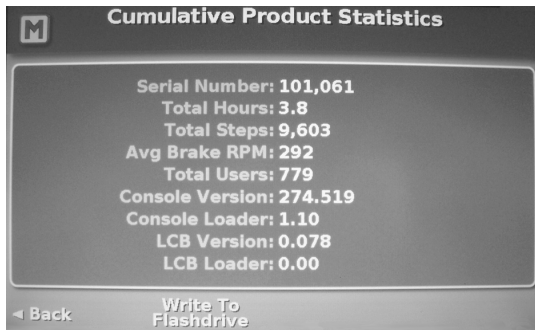 Cumulative Product Statistics
M
Serial Number: 101,061
Total Hours: 3.8
Total Steps: 9,603
Avg Brake RPM: 292
Total Users: 779
Console Version: 274.519
Console Loader: 1.10
LCB Version: 0.078
LCB Loader: 0.00
◄ Back
Write To
Flashdrive